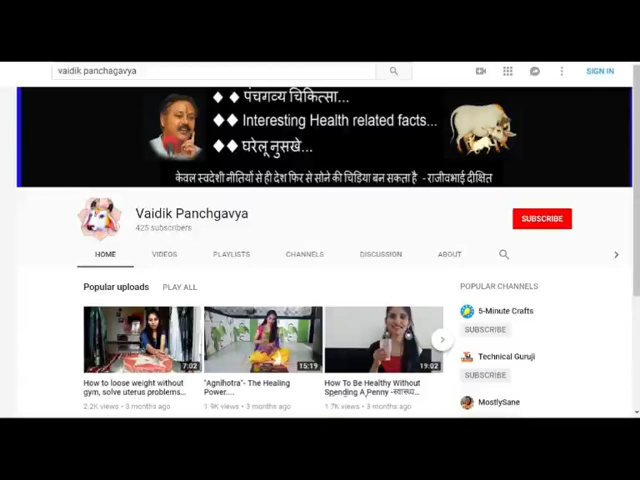 vaidik panchagavya
SIGN IN
◆ ◆ पंचगव्य चिकित्सा...
◆◆ Interesting Health related facts...
◆◆ घरेलू नुसखे...
केवल स्वदेशी नीतियों से ही देश फिर से सोने की चिडिया बन सकता है - राजीवभाई दीक्षित
Vaidik Panchgavya
425 subscribers
SUBSCRIBE
HOME VIDEOS PLAYLISTS CHANNELS DISCUSSION ABOUT
Popular uploads PLAY ALL
POPULAR CHANNELS
5-Minute Crafts
SUBSCRIBE
Technical Guruji
SUBSCRIBE
MostlySane
7:02 15:19 19:02
How to loose weight without
gym, solve uterus problems...
2.2K views • 3 months ago
"Agnihotra"- The Healing
Power....
1.9K views • 3 months ago
How To Be Healthy Without
Spending A Penny -स्वास्थ्य...
1.7K views • 3 months ago